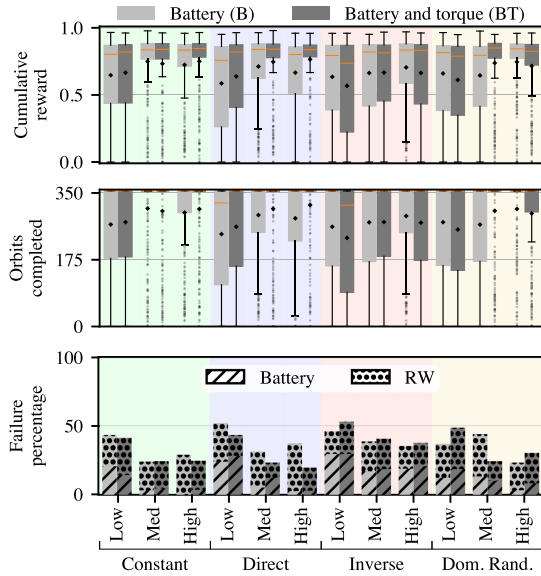 Battery (B)
Battery and torque (BT)
Cumulative
reward
1.0
0.5
0.0
Orbits
completed
350
175
0
Failure
percentage
100
50
0
Battery
RW
Low
Med
High
Low
Med
High
Low
Med
High
Low
Med
High
Constant
Direct
Inverse
Dom. Rand.